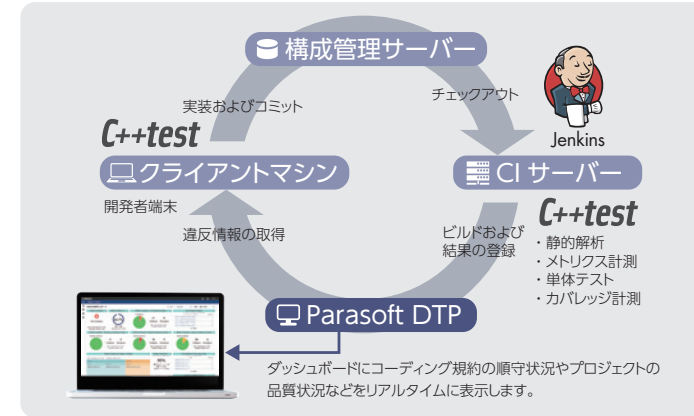 構成管理サーバー
実装およびコミット
チェックアウト
C++test
Jenkins
クライアントマシン
CI サーバー
開発者端末
C++test
違反情報の取得
ビルドおよび
結果の登録
・静的解析
・メトリクス計測
・単体テスト
・カバレッジ計測
Parasoft DTP
ダッシュボードにコーディング規約の順守状況やプロジェクトの
品質状況などをリアルタイムに表示します。